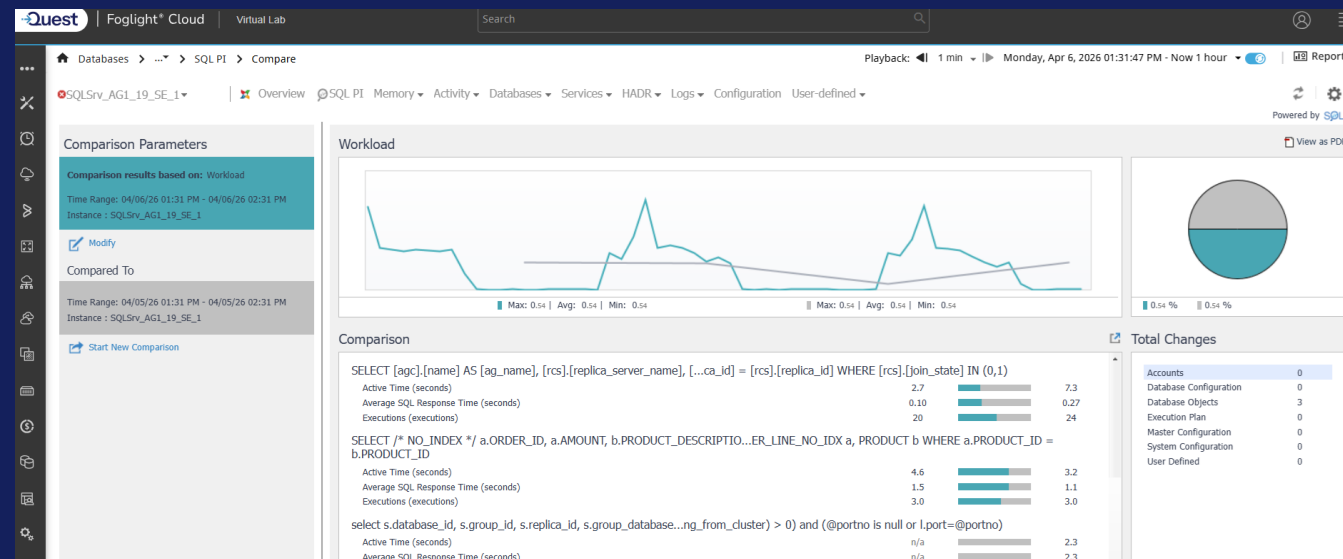 Quest | Foglight® Cloud | Virtual Lab
Search
Databases > ... > SQL PI > Compare
Playback: 1 min Monday, Apr 6, 2026 01:31:47 PM - Now 1 hour
Report
SQLSrv_AG1_19_SE_1
Overview SQL PI Memory Activity Databases Services HADR Logs Configuration User-defined
Powered by SQL
Comparison Parameters
Comparison results based on: Workload
Time Range: 04/06/26 01:31 PM - 04/06/26 02:31 PM
Instance : SQLSrv_AG1_19_SE_1
Modify
Compared To
Time Range: 04/05/26 01:31 PM - 04/05/26 02:31 PM
Instance : SQLSrv_AG1_19_SE_1
Start New Comparison
Workload
View as PDF
Max: 0.54 | Avg: 0.54 | Min: 0.54
Max: 0.54 | Avg: 0.54 | Min: 0.54
0.54 % 0.54 %
Comparison
SELECT [agc].[name] AS [ag_name], [rcs].[replica_server_name], [...ca_id] = [rcs].[replica_id] WHERE [rcs].[join_state] IN (0,1)
Active Time (seconds) 2.7 7.3
Average SQL Response Time (seconds) 0.10 0.27
Executions (executions) 20 24
SELECT /* NO_INDEX */ a.ORDER_ID, a.AMOUNT, b.PRODUCT_DESCRIPTIO...ER_LINE_NO_IDX a, PRODUCT b WHERE a.PRODUCT_ID =
b.PRODUCT_ID
Active Time (seconds) 4.6 3.2
Average SQL Response Time (seconds) 1.5 1.1
Executions (executions) 3.0 3.0
select s.database_id, s.group_id, s.replica_id, s.group_database...ng_from_cluster) > 0) and (@portno is null or l.port=@portno)
Active Time (seconds) n/a 2.3
Average SQL Response Time (seconds) n/a 2.3
Total Changes
Accounts 0
Database Configuration 0
Database Objects 3
Execution Plan 0
Master Configuration 0
System Configuration 0
User Defined 0